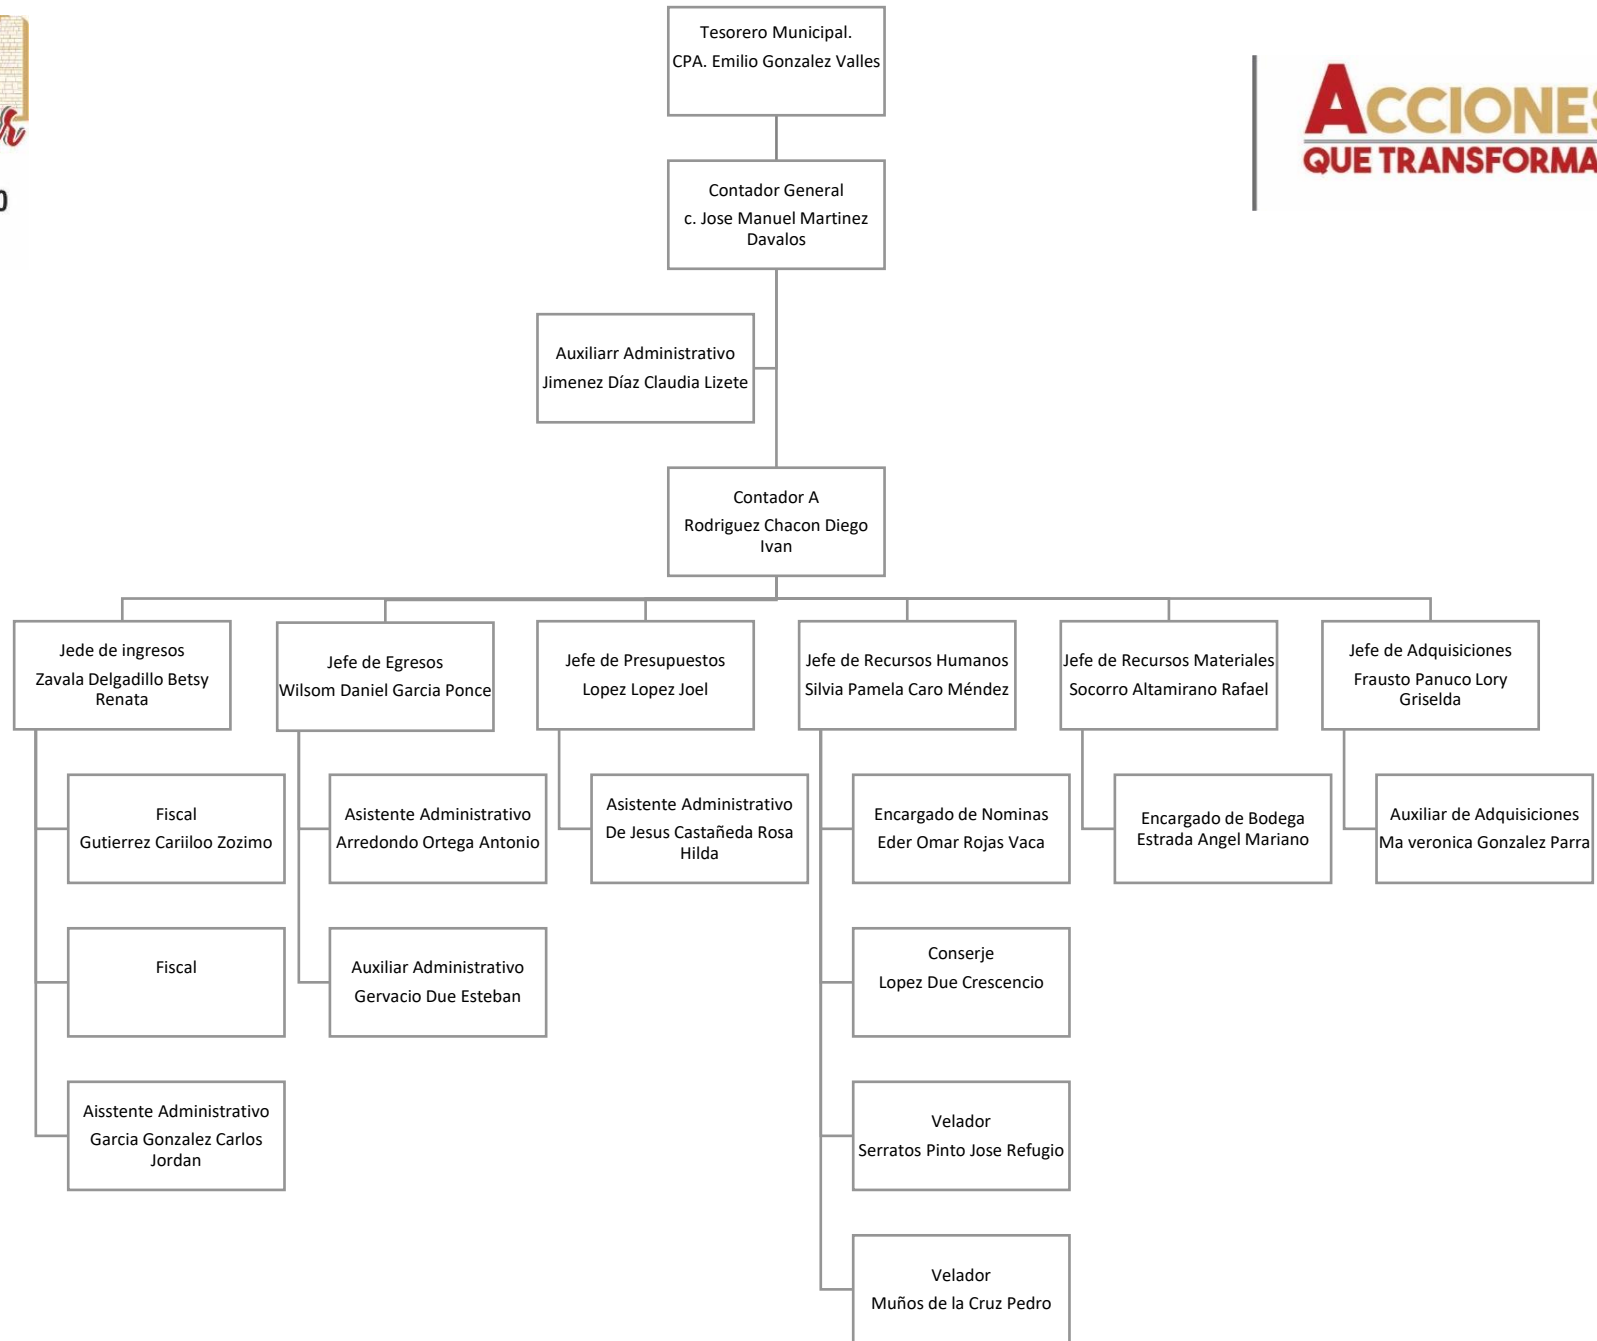 Tesorero Municipal.
CPA. Emilio Gonzalez Valles
ACCIONES
QUE TRANSFORMA
0
Contador General
c. Jose Manuel Martinez
Davalos
Auxiliarr Administrativo
Jimenez Díaz Claudia Lizete
Contador A
Rodriguez Chacon Diego
Ivan
Jede de ingresos
Zavala Delgadillo Betsy
Renata
Jefe de Egresos
Wilsom Daniel Garcia Ponce
Jefe de Presupuestos
Lopez Lopez Joel
Jefe de Recursos Humanos
Silvia Pamela Caro Méndez
Jefe de Recursos Materiales
Socorro Altamirano Rafael
Jefe de Adquisiciones
Frausto Panuco Lory
Griselda
Fiscal
Gutierrez Cariiloo Zozimo
Asistente Administrativo
Arredondo Ortega Antonio
Asistente Administrativo
De Jesus Castañeda Rosa
Hilda
Encargado de Nominas
Eder Omar Rojas Vaca
Encargado de Bodega
Estrada Angel Mariano
Auxiliar de Adquisiciones
Ma veronica Gonzalez Parra
Fiscal
Auxiliar Administrativo
Gervacio Due Esteban
Conserje
Lopez Due Crescencio
Aisstente Administrativo
Garcia Gonzalez Carlos
Jordan
Velador
Serratos Pinto Jose Refugio
Velador
Muños de la Cruz Pedro